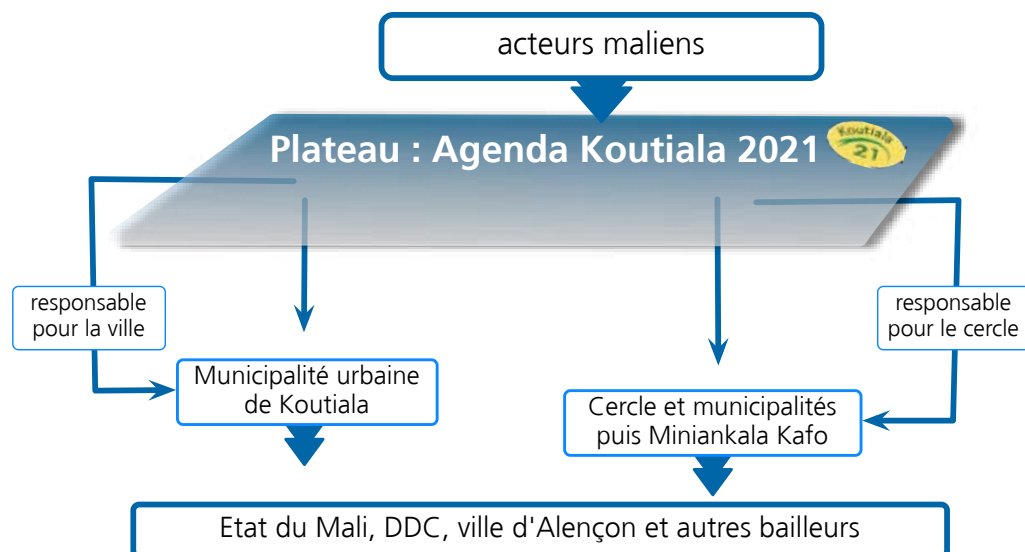 acteurs maliens
Plateau : Agenda Koutiala 2021
Koutiala
21
responsable
pour la ville
responsable
pour le cercle
Municipalité urbaine
de Koutiala
Cercle et municipalités
puis Miniankala Kafo
Etat du Mali, DDC, ville d'Alençon et autres bailleurs